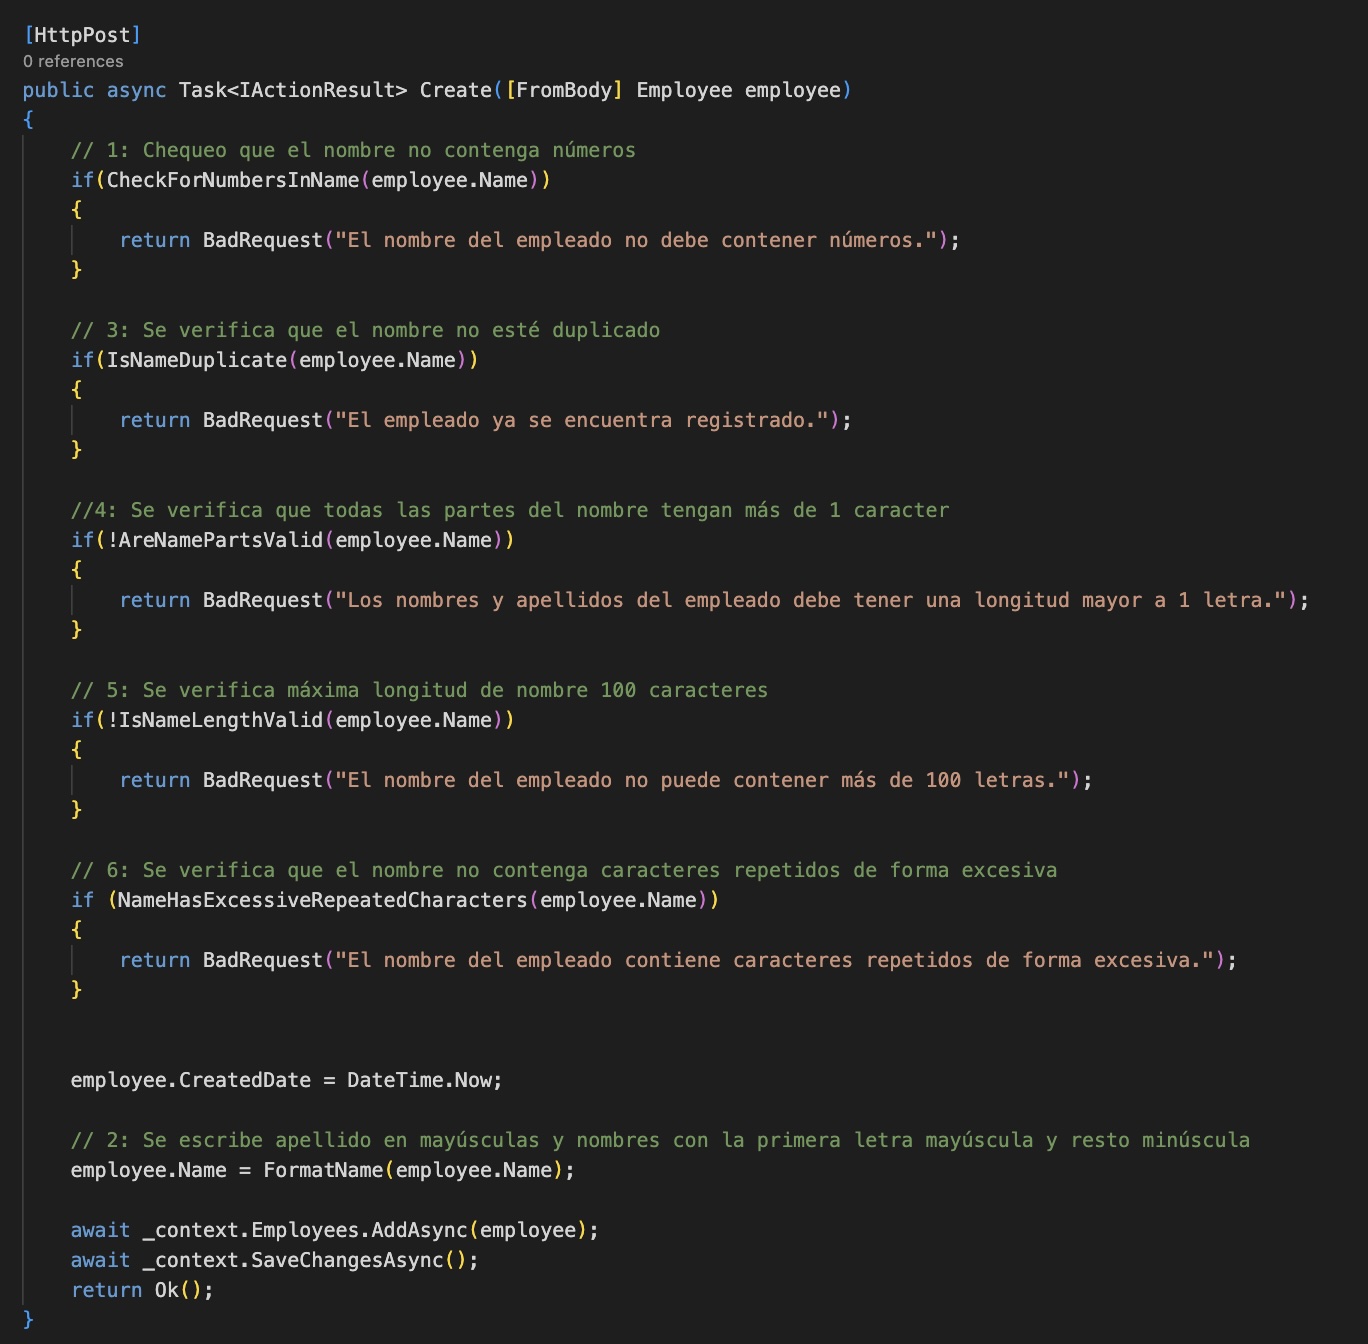 [HttpPost]
0 references
public async Task<IActionResult> Create([FromBody] Employee employee)
{
// 1: Chequeo que el nombre no contenga números
if(CheckForNumbersInName(employee.Name))
{
return BadRequest("El nombre del empleado no debe contener números.");
}
// 3: Se verifica que el nombre no esté duplicado
if(IsNameDuplicate(employee.Name))
{
return BadRequest("El empleado ya se encuentra registrado.");
}
//4: Se verifica que todas las partes del nombre tengan más de 1 caracter
if(!AreNamePartsValid(employee.Name))
{
return BadRequest("Los nombres y apellidos del empleado debe tener una longitud mayor a 1 letra.");
}
// 5: Se verifica máxima longitud de nombre 100 caracteres
if(!IsNameLengthValid(employee.Name))
{
return BadRequest("El nombre del empleado no puede contener más de 100 letras.");
}
// 6: Se verifica que el nombre no contenga caracteres repetidos de forma excesiva
if (NameHasExcessiveRepeatedCharacters(employee.Name))
{
return BadRequest("El nombre del empleado contiene caracteres repetidos de forma excesiva.");
}
employee.CreatedDate = DateTime.Now;
// 2: Se escribe apellido en mayúsculas y nombres con la primera letra mayúscula y resto minúscula
employee.Name = FormatName(employee.Name);
await _context.Employees.AddAsync(employee);
await _context.SaveChangesAsync();
return Ok();
}